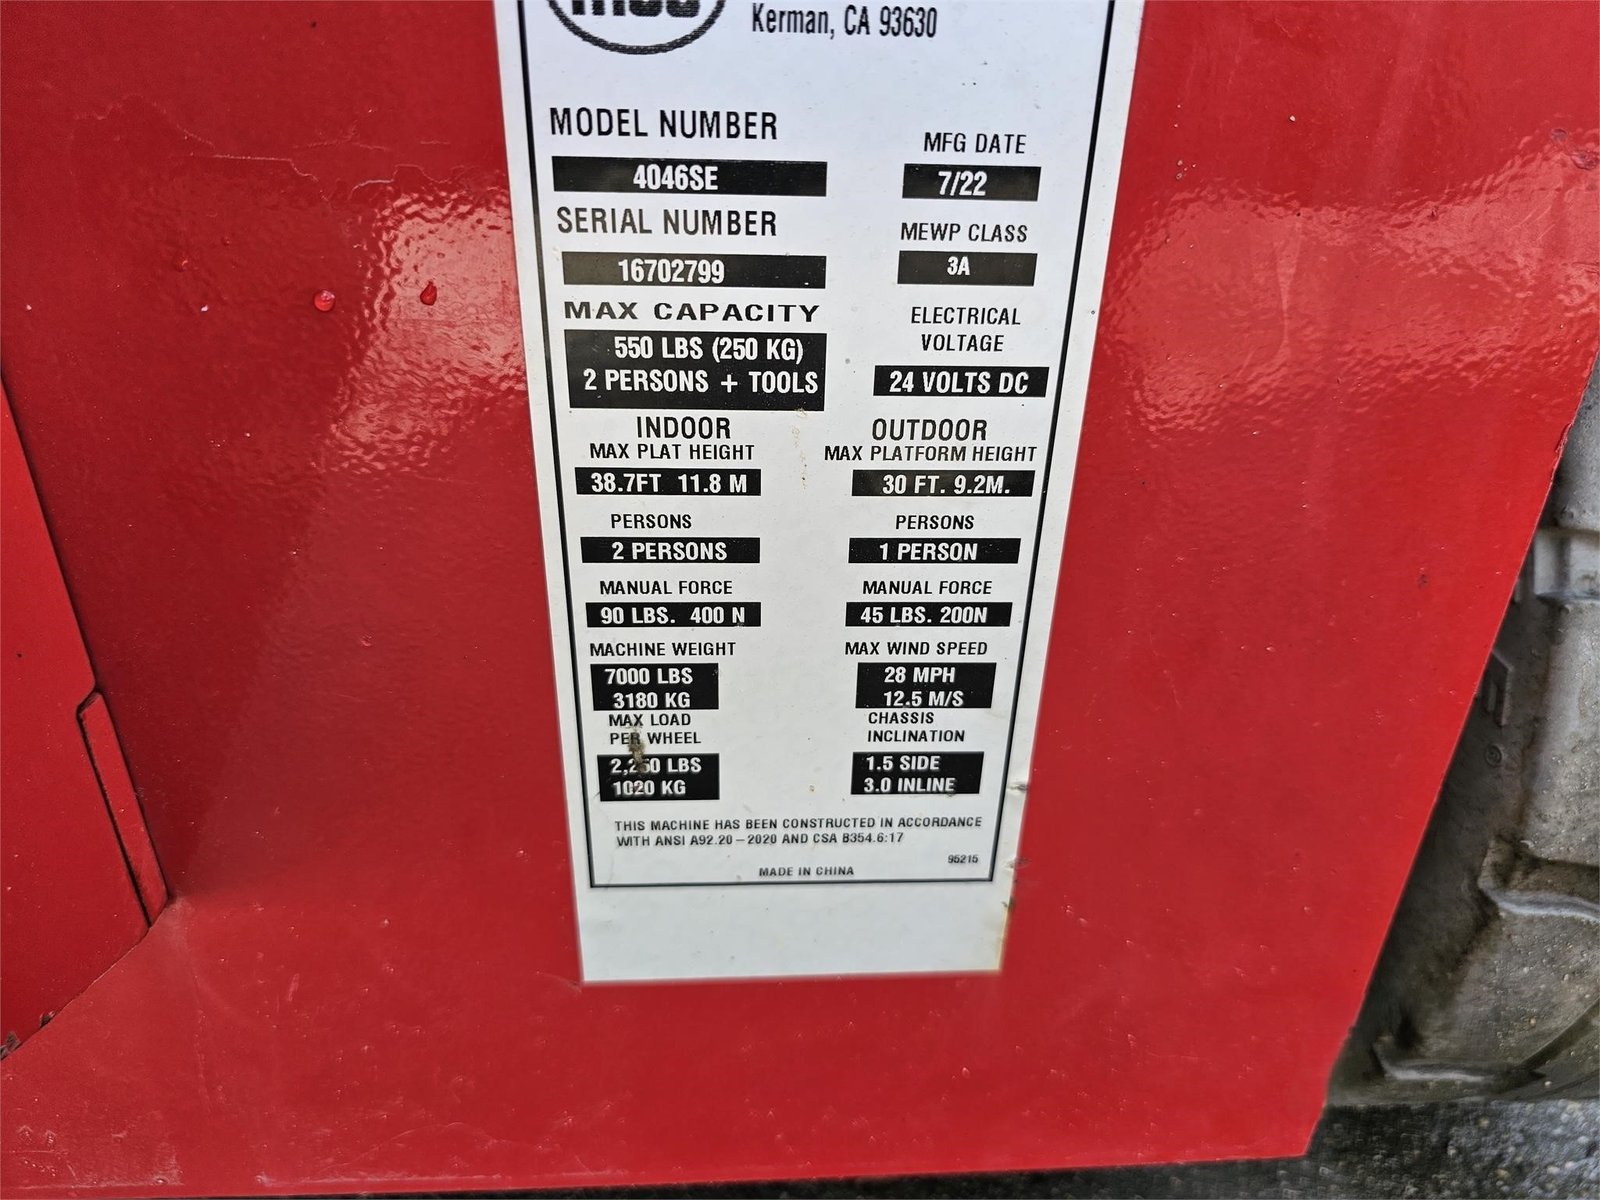 Kerman, CA 93630
MODEL NUMBER
4046SE
SERIAL NUMBER
16702799
MAX CAPACITY
550 LBS (250 KG)
2 PERSONS + TOOLS
MFG DATE
7/22
MEWP CLASS
3A
ELECTRICAL
VOLTAGE
24 VOLTS DC
INDOOR
MAX PLAT HEIGHT
38.7FT 11.8 M
PERSONS
2 PERSONS
MANUAL FORCE
90 LBS. 400 N
MACHINE WEIGHT
7000 LBS
3180 KG
MAX LOAD
PER WHEEL
2,250 LBS
1020 KG
OUTDOOR
MAX PLATFORM HEIGHT
30 FT. 9.2M.
PERSONS
1 PERSON
MANUAL FORCE
45 LBS. 200N
MAX WIND SPEED
28 MPH
12.5 M/S
CHASSIS
INCLINATION
1.5 SIDE
3.0 INLINE
THIS MACHINE HAS BEEN CONSTRUCTED IN ACCORDANCE
WITH ANSI A92.20–2020 AND CSA B354.6:17
95215
MADE IN CHINA